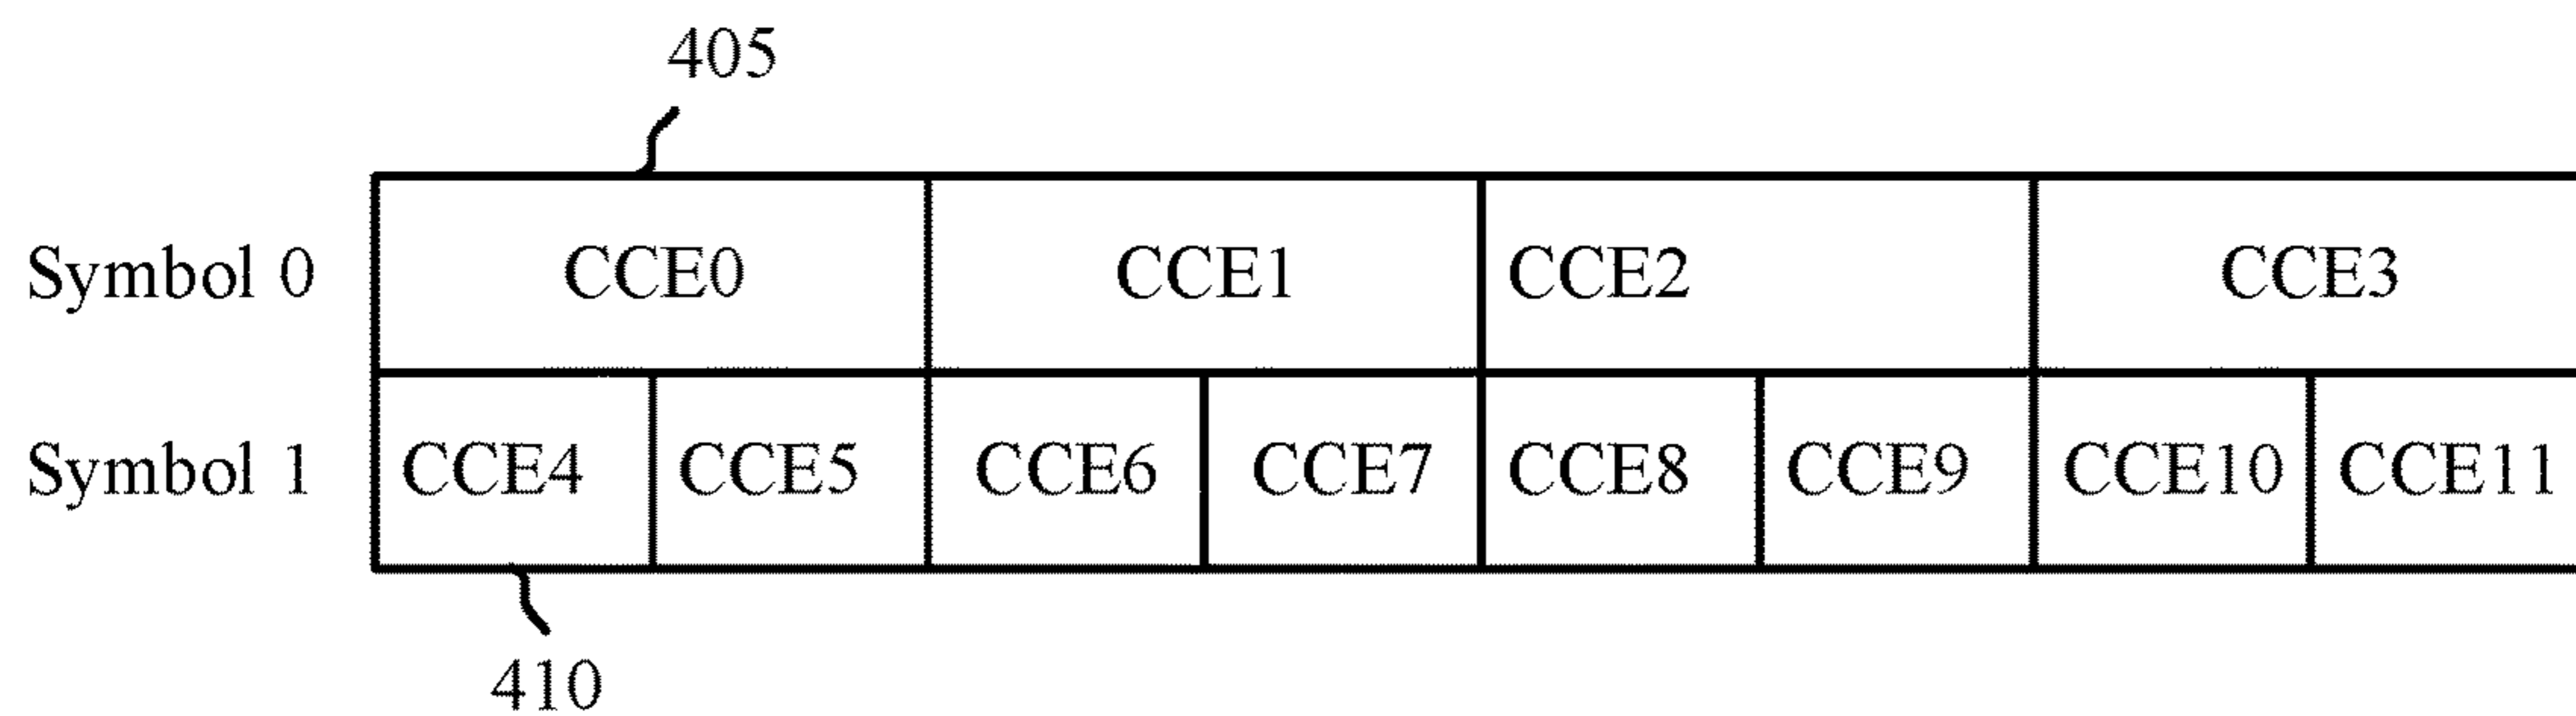 405
Symbol 0 CCE0 CCE1 CCE2 CCE3
Symbol 1 CCE4 CCE5 CCE6 CCE7 CCE8 CCE9 CCE10 CCE11
410